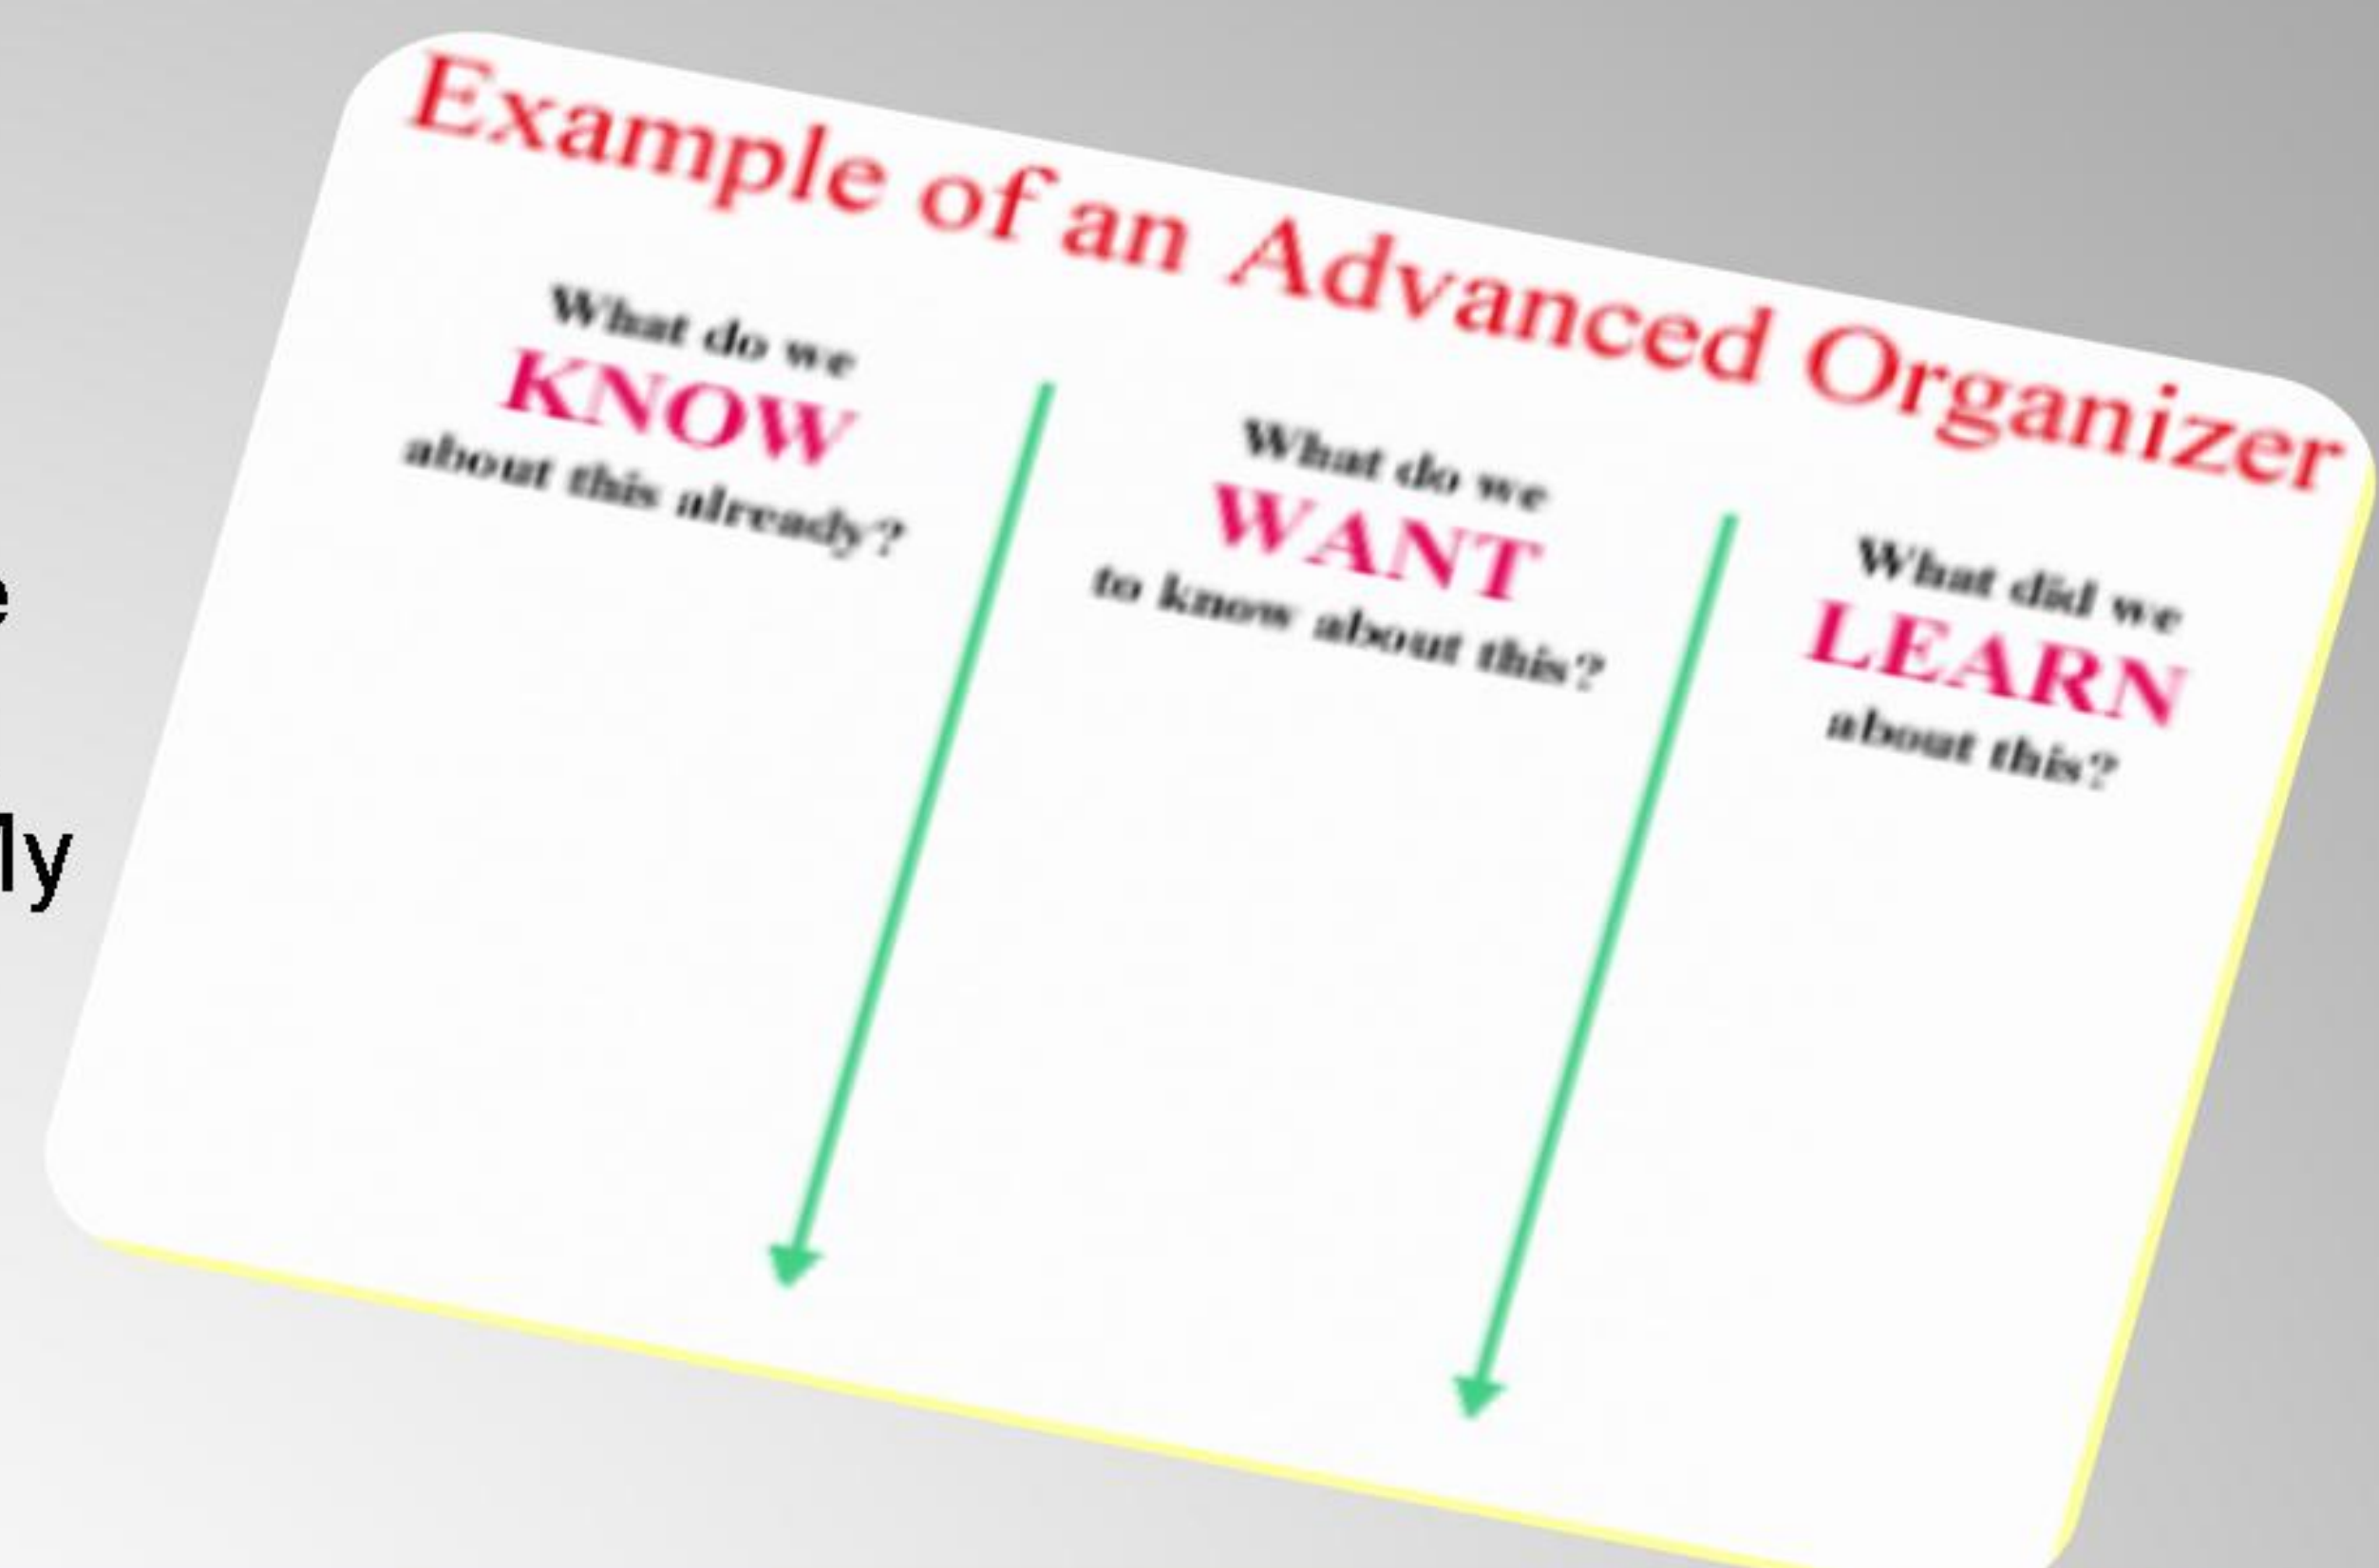 Example of an Advanced Organizer
What do we
KNOW
about this already?
What do we
WANT
to know about this?
What did we
LEARN
about this?
e
ly